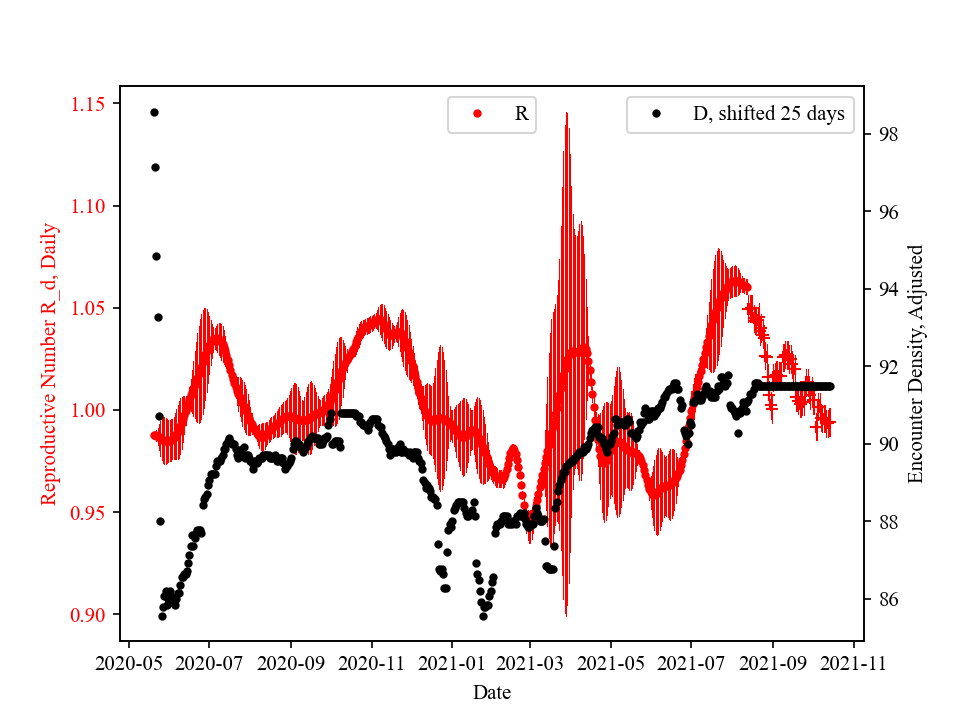 R
D, shifted 25 days
Reproductive Number R_d, Daily
1.15
1.10
1.05
1.00
0.95
0.90
98
96
94
92
90
88
86
Encounter Density, Adjusted
2020-05 2020-07 2020-09 2020-11 2021-01 2021-03 2021-05 2021-07 2021-09 2021-11
Date